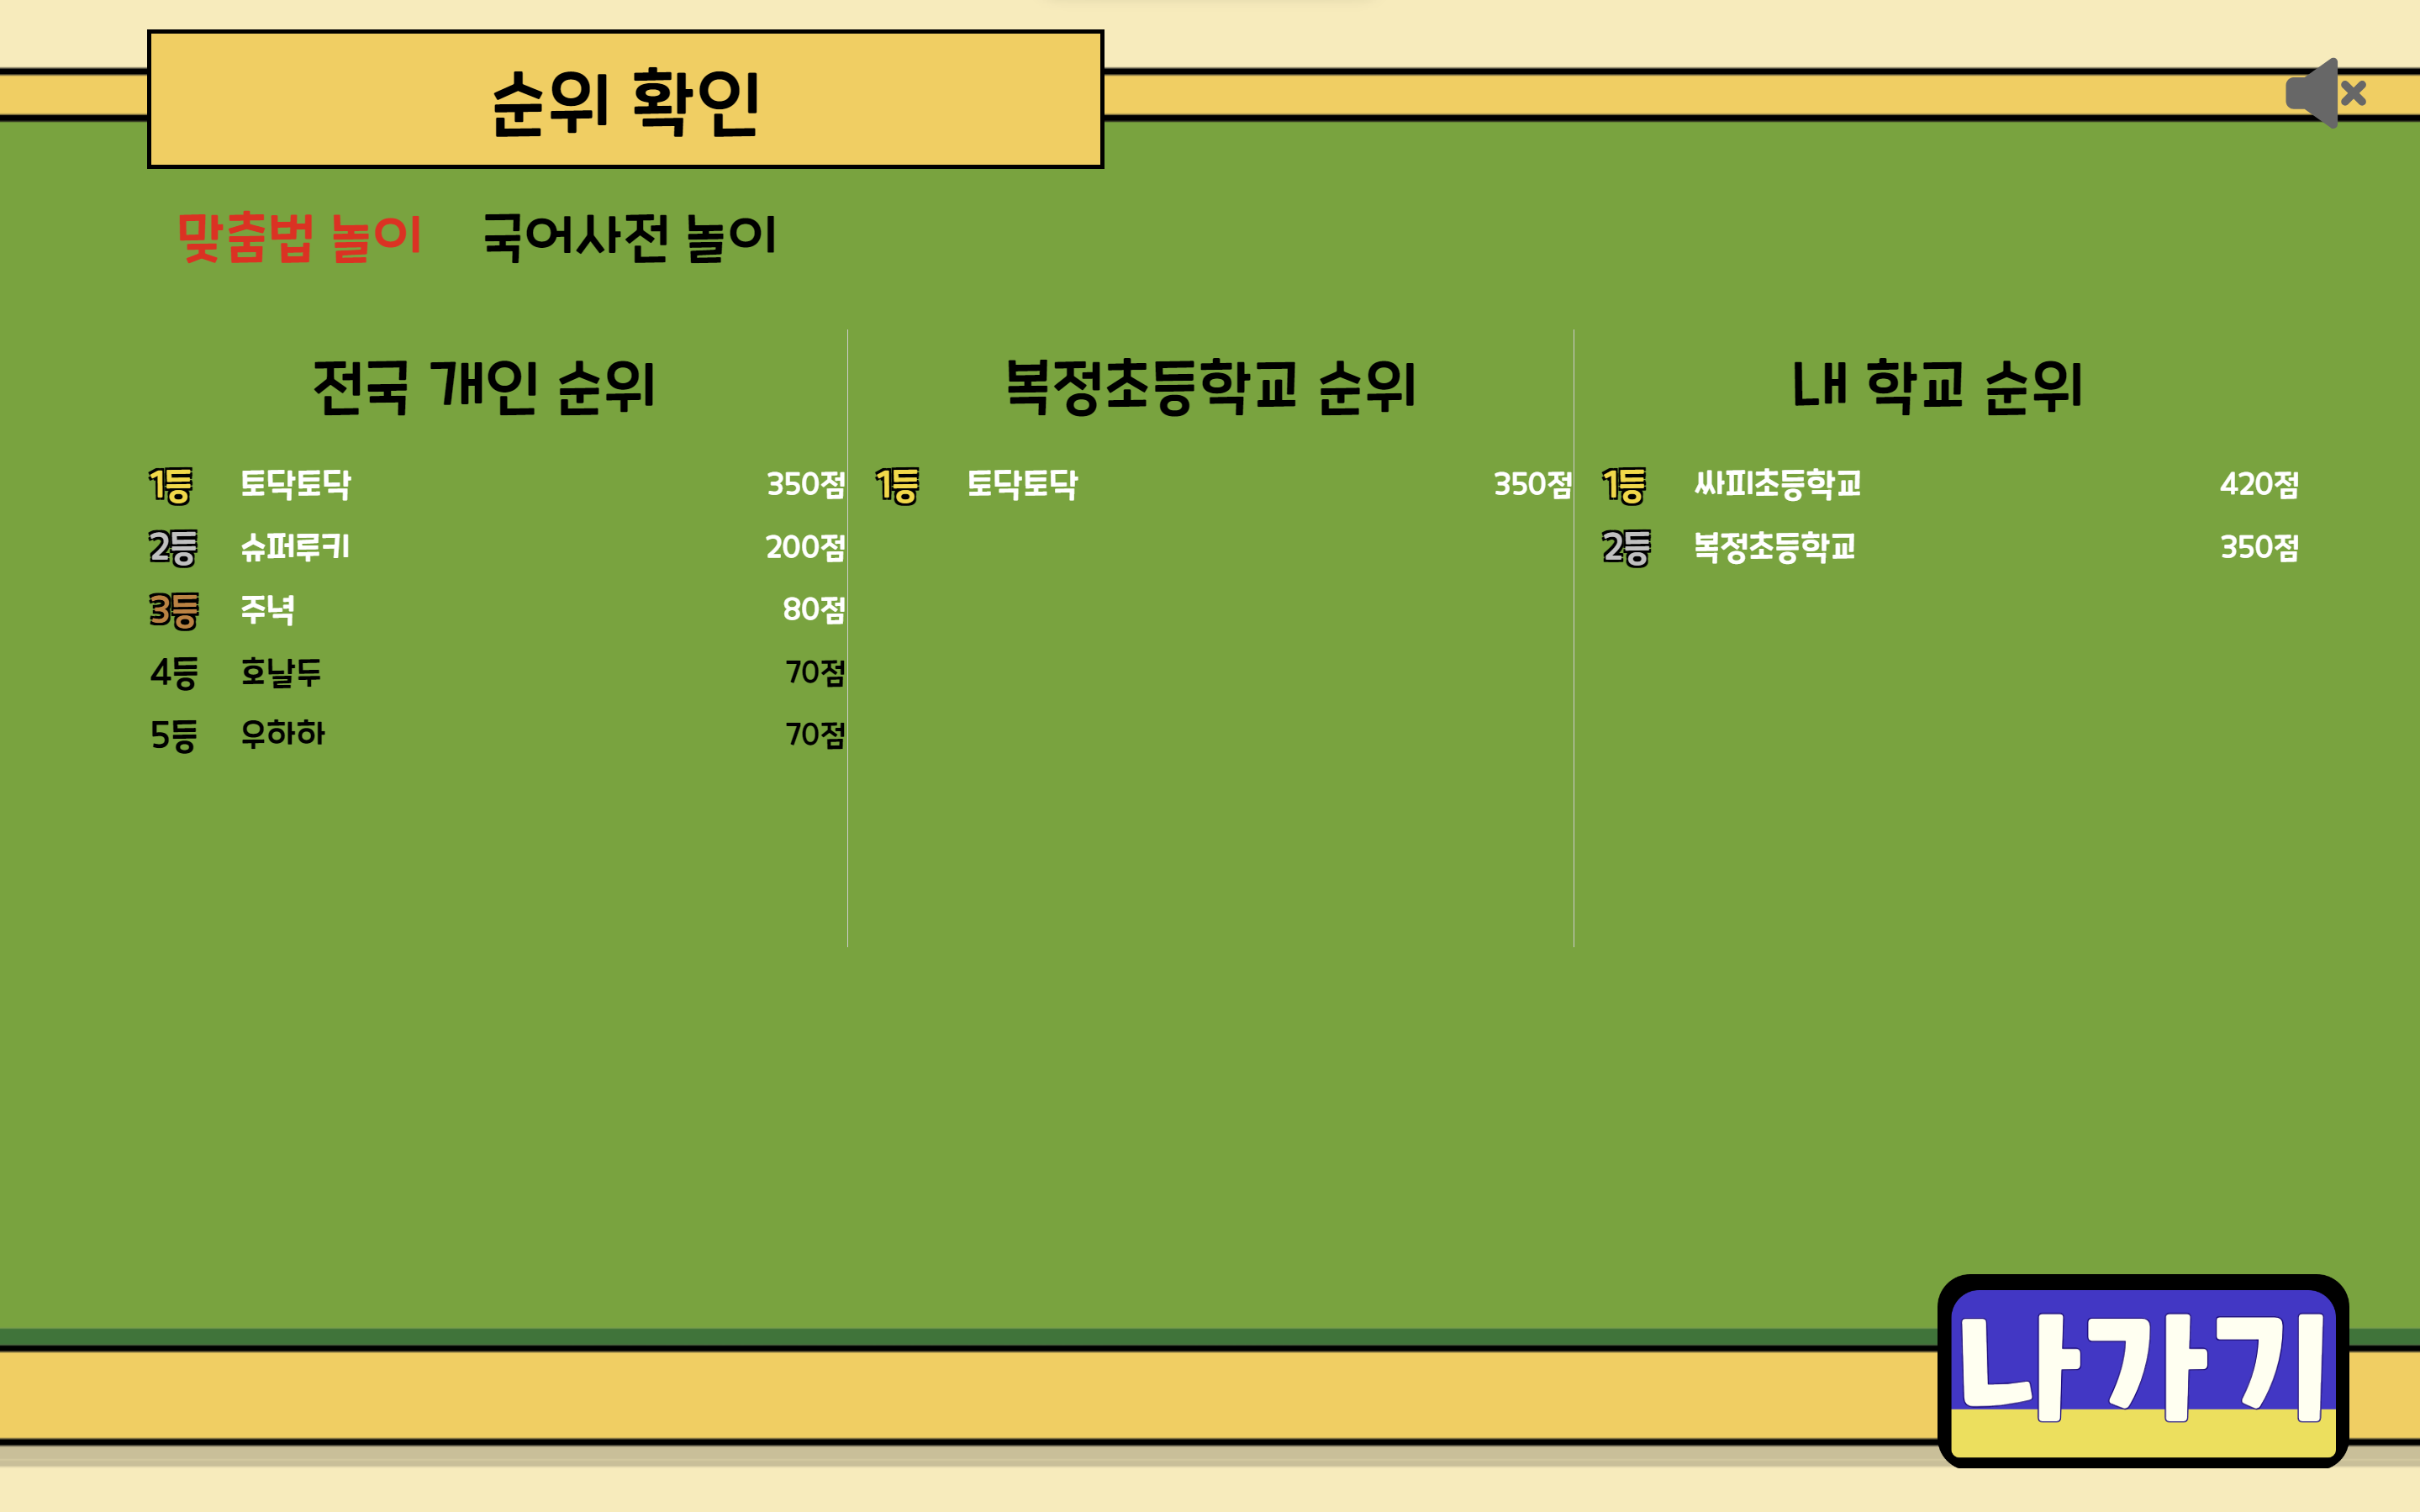 순위 확인
맞춤법 놀이 국어사전 놀이
전국 개인 순위
1등 토닥토닥 350점
2등 슈퍼루키 200점
3등 주녁 80점
4등 호날두 70점
5등 우하하 70점
복정초등학교 순위
1등 토닥토닥 350점
내 학교 순위
1등 싸피초등학교 420점
2등 복정초등학교 350점
나가기